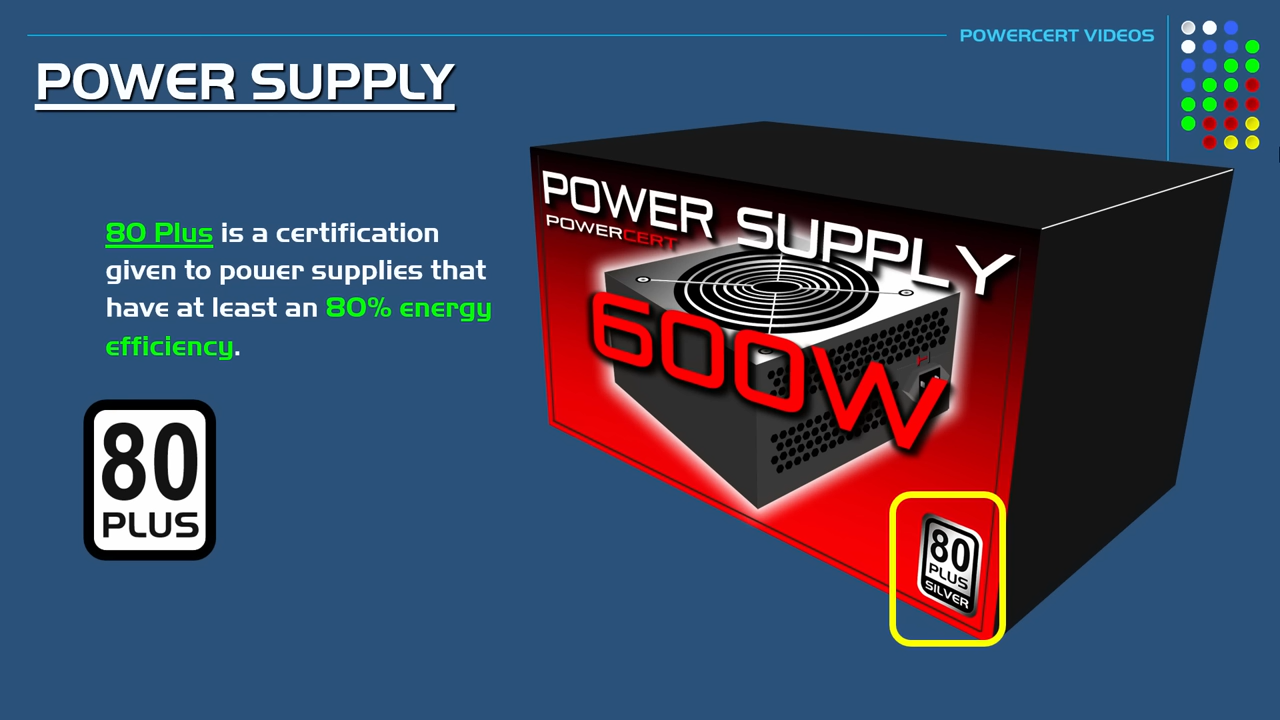 POWERCERT VIDEOS
POWER SUPPLY
80 Plus is a certification
given to power supplies that
have at least an 80% energy
efficiency.
80
PLUS
POWER SUPPLY
POWERCERT
600W
80
PLUS
SILVER